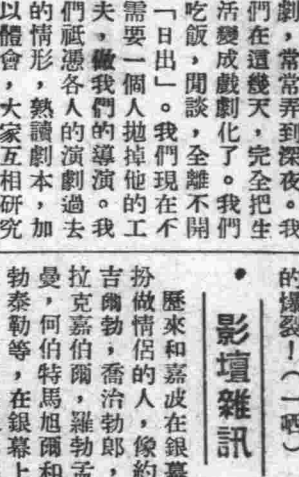 劇，常常弄到深夜。我
們在這幾天，完全把生
活變成戲劇化了。我們
吃飯，閒談，全離不開
「日出」。我們現在不
需要一個人拋掉他的工
夫，做我們的導演。我
們祗憑各人的演劇過去
的情形，熟讀劇本，加
以體會，大家互相研究
的爆裂！（一哂）
•影壇雜訊
歷來和嘉波在銀幕
扮做情侶的人，像約
吉爾勃，喬治勃郎，
拉克嘉伯爾，羅勃孟
曼，何伯特馬旭爾和
勃泰勒等，在銀幕上